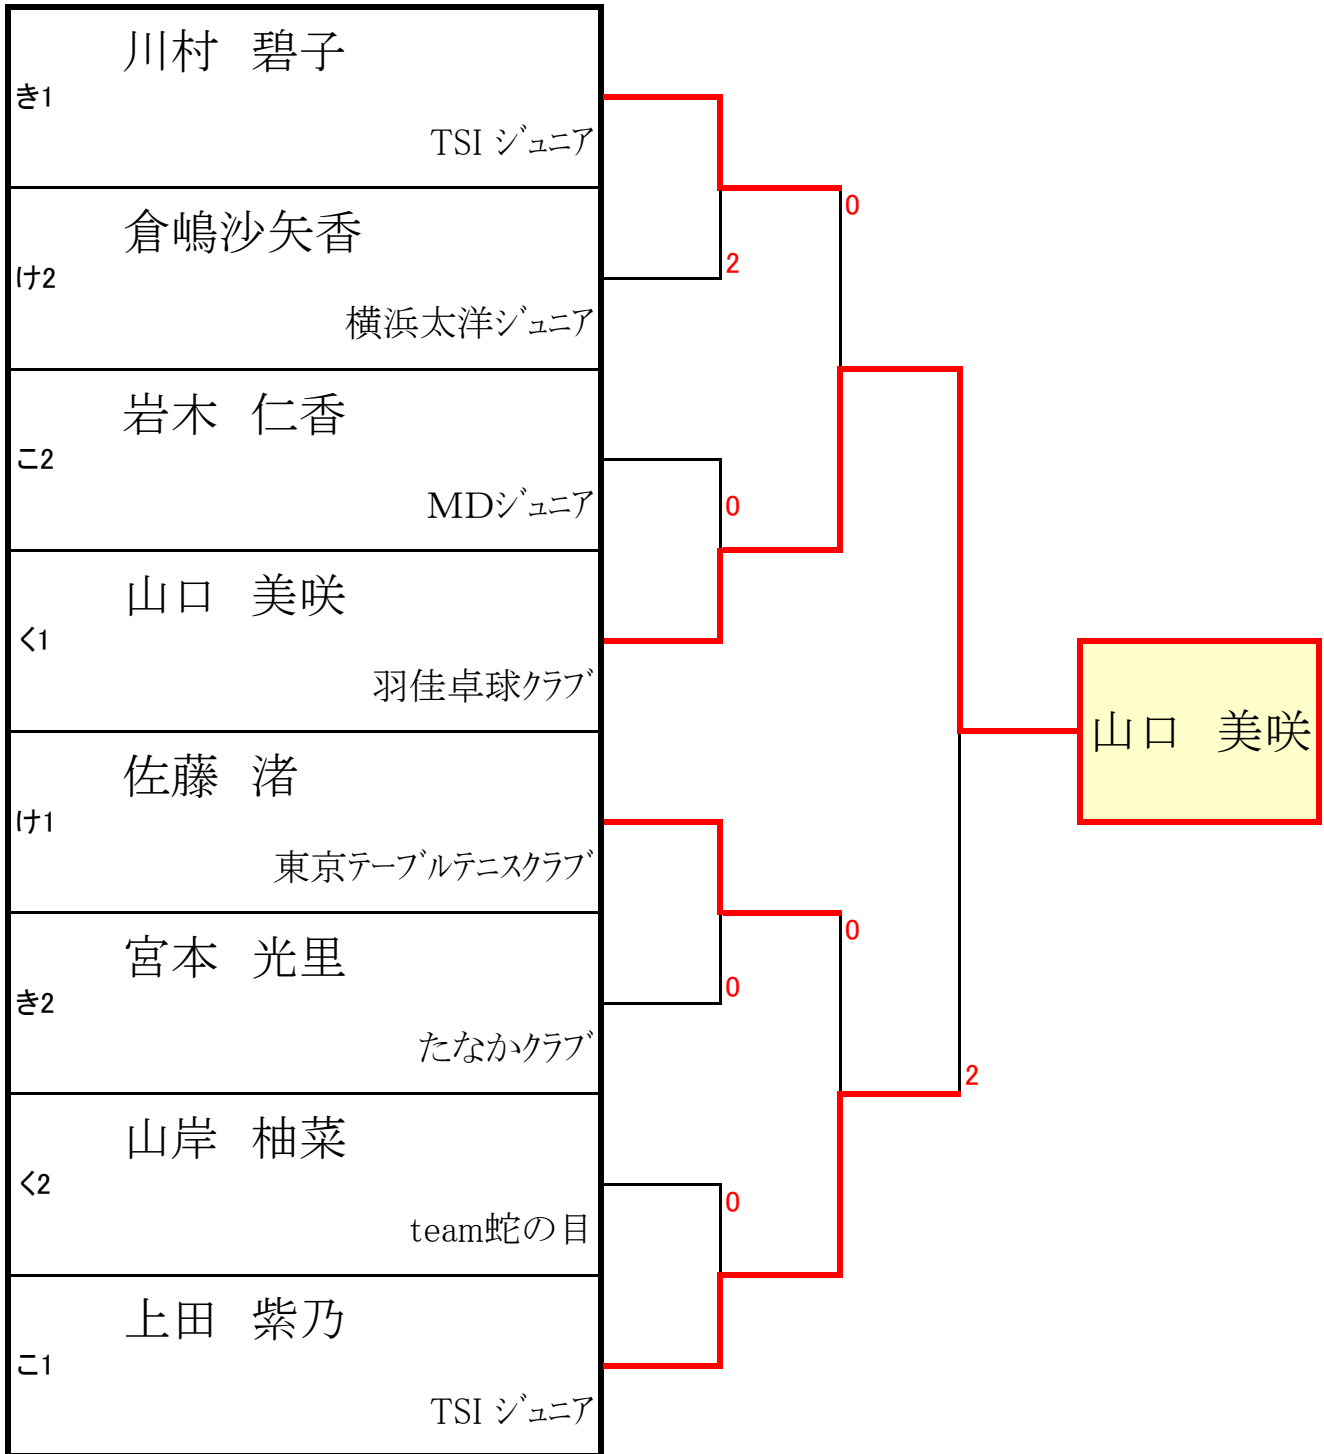 川村　碧子
き1
TSI ｼﾞｭﾆｱ
倉嶋沙矢香
け2
横浜太洋ｼﾞｭﾆｱ
岩木　仁香
こ2
MDｼﾞｭﾆｱ
山口　美咲
く1
羽佳卓球ｸﾗﾌﾞ
佐藤　渚
け1
東京ﾃｰﾌﾞﾙﾃﾆｽｸﾗﾌﾞ
宮本　光里
き2
たなかｸﾗﾌﾞ
山岸　柚菜
く2
team蛇の目
上田　紫乃
こ1
TSI ｼﾞｭﾆｱ
2
0
0
0
0
0
2
山口　美咲